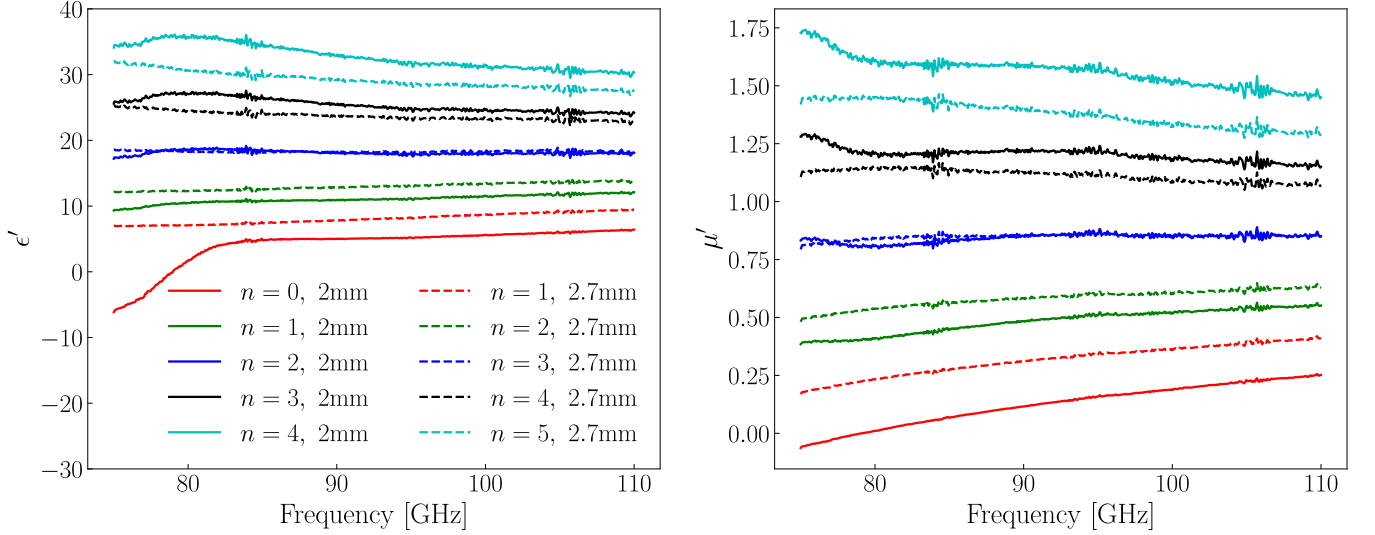 40
30
20
10
0
−10
−20
−30
ϵ′
80
90
100
110
Frequency [GHz]
n = 0, 2mm
n = 1, 2mm
n = 2, 2mm
n = 3, 2mm
n = 4, 2mm
n = 1, 2.7mm
n = 2, 2.7mm
n = 3, 2.7mm
n = 4, 2.7mm
n = 5, 2.7mm
1.75
1.50
1.25
1.00
0.75
0.50
0.25
0.00
μ′
80
90
100
110
Frequency [GHz]